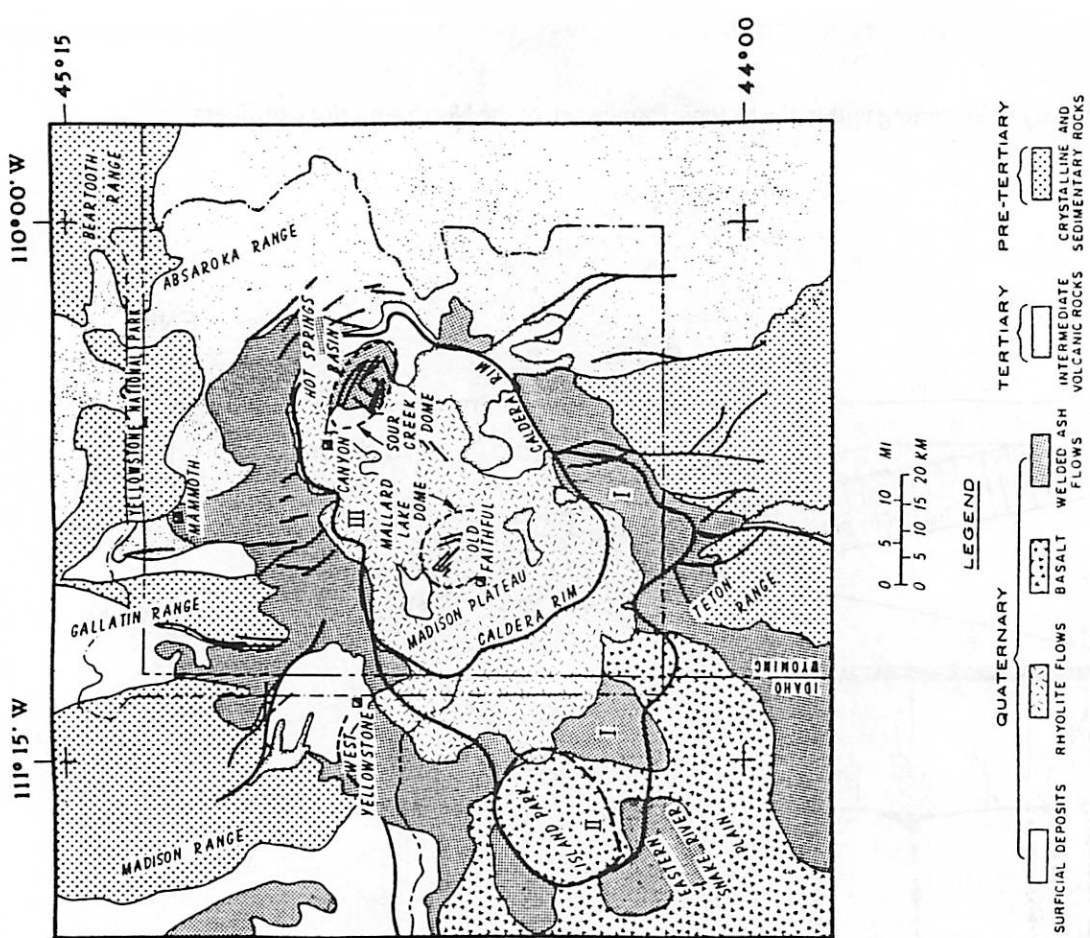 111°15' W
110°00' W
45°15
44°00
BEARTOOTH
RANGE
YELLOWSTONE NATIONAL PARK
ABSAROKA RANGE
MAMMOTH
GALLATIN RANGE
MADISON RANGE
WEST
YELLOWSTONE
HOT SPRINGS
BASIN
CANYON
SOUR
CREEK
DOME
III
MALLARD
LAKE
DOME
OLD
FAITHFUL
MADISON PLATEAU
CALDERA RIM
CALDERA RIM
I
TETON
RANGE
IDAHO
WYOMING
I
ISLAND PARK
II
EASTERN
SNAKE RIVER
PLAIN
0 5 10 MI
0 5 10 15 20 KM
LEGEND
QUATERNARY
TERTIARY
PRE-TERTIARY
SURFICIAL DEPOSITS
RHYOLITE FLOWS
BASALT
WELDED ASH
FLOWS
INTERMEDIATE
VOLCANIC ROCKS
CRYSTALLINE AND
SEDIMENTARY ROCKS